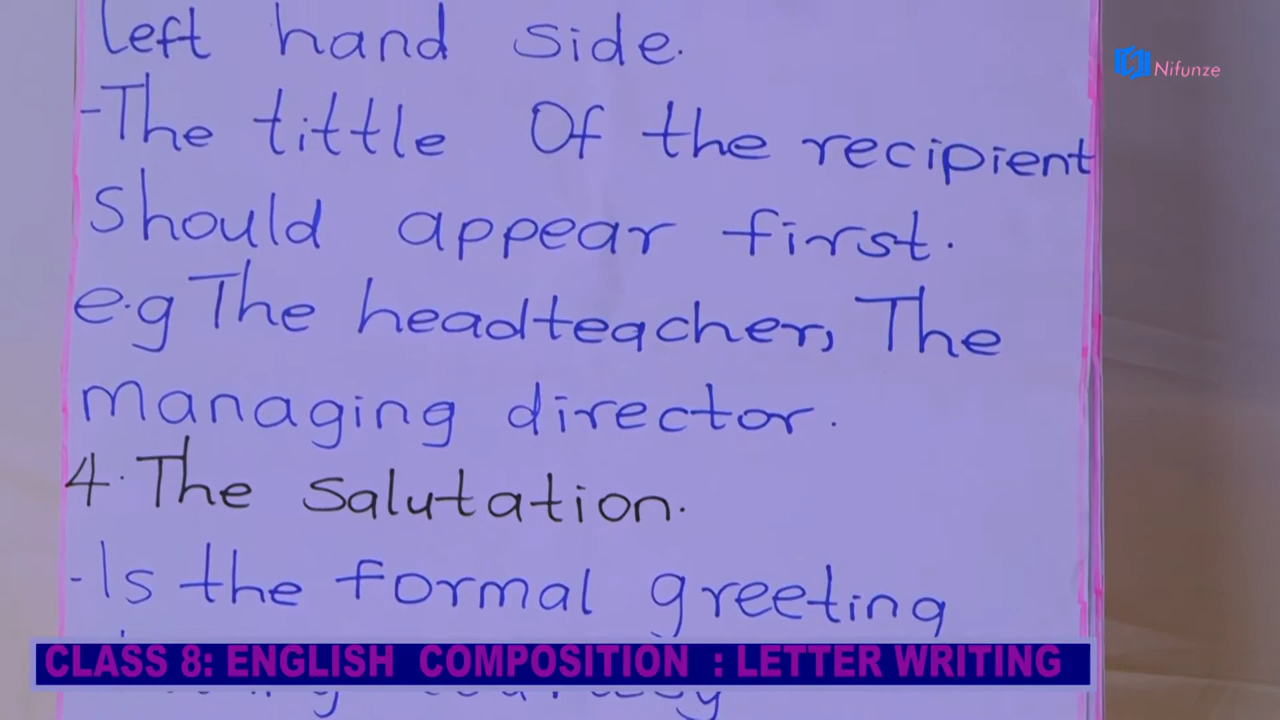 left hand side.
Nifunze
-The tittle Of the recipient
Should appear first.
e.g The headteacher, The
managing director.
4. The Salutation.
-Is the formal greeting
CLASS 8: ENGLISH COMPOSITION : LETTER WRITING